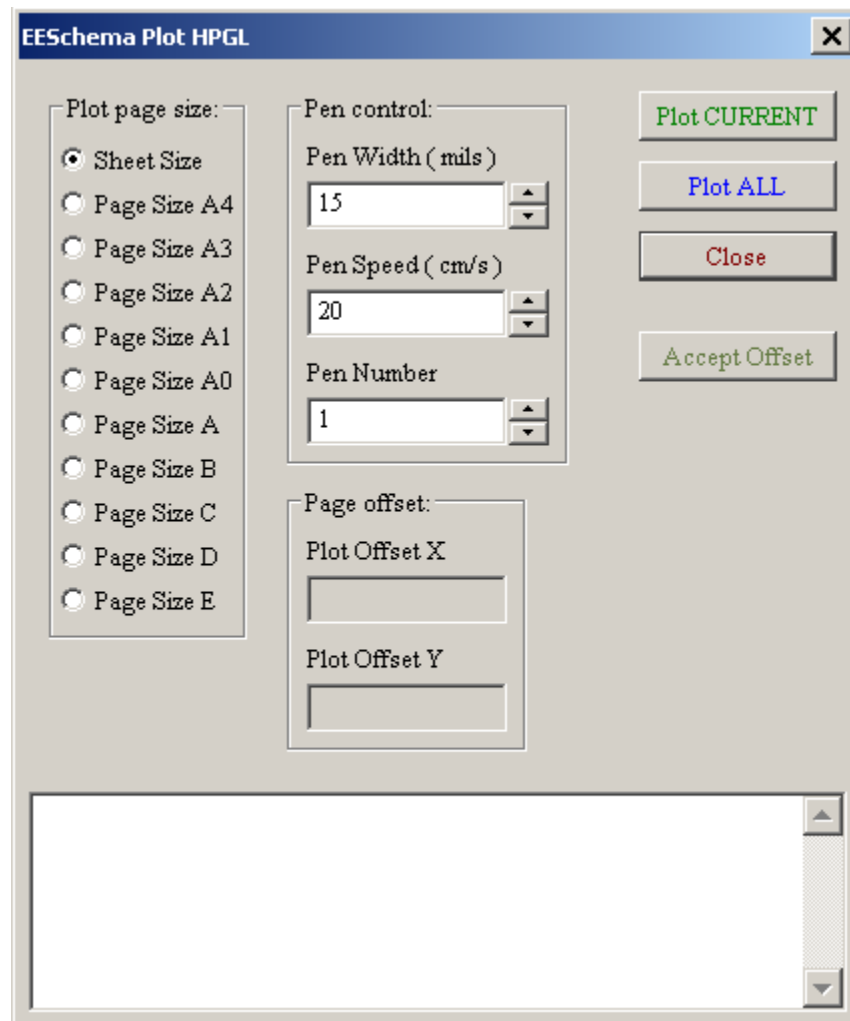 EESchema Plot HPGL
Plot page size:
Sheet Size
Page Size A4
Page Size A3
Page Size A2
Page Size A1
Page Size A0
Page Size A
Page Size B
Page Size C
Page Size D
Page Size E
Pen control:
Pen Width ( mils )
15
Pen Speed ( cm/s )
20
Pen Number
1
Page offset:
Plot Offset X
Plot Offset Y
Plot CURRENT
Plot ALL
Close
Accept Offset